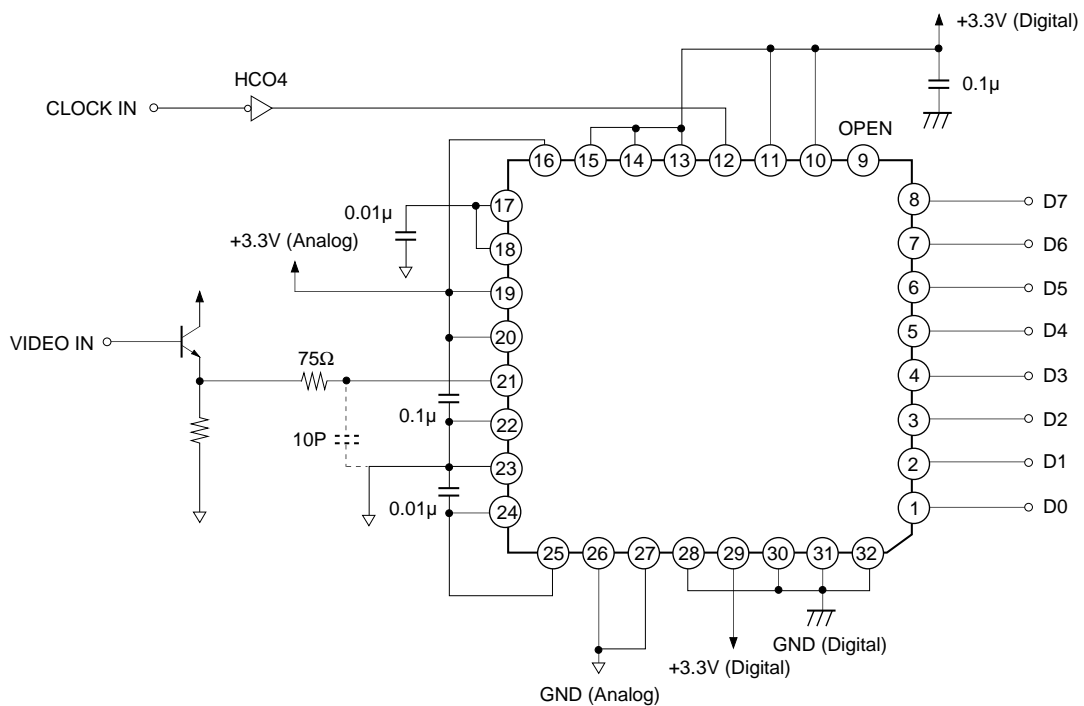 +3.3V (Digital)
HCO4
0.1μ
CLOCK IN
OPEN
16 15 14 13 12 11 10 9
17
8 D7
0.01μ
18
7 D6
+3.3V (Analog)
19
6 D5
20
5 D4
VIDEO IN
75Ω
21
4 D3
0.1μ
22
3 D2
10P
23
2 D1
0.01μ
24
1 D0
25 26 27 28 29 30 31 32
GND (Digital)
+3.3V (Digital)
GND (Analog)